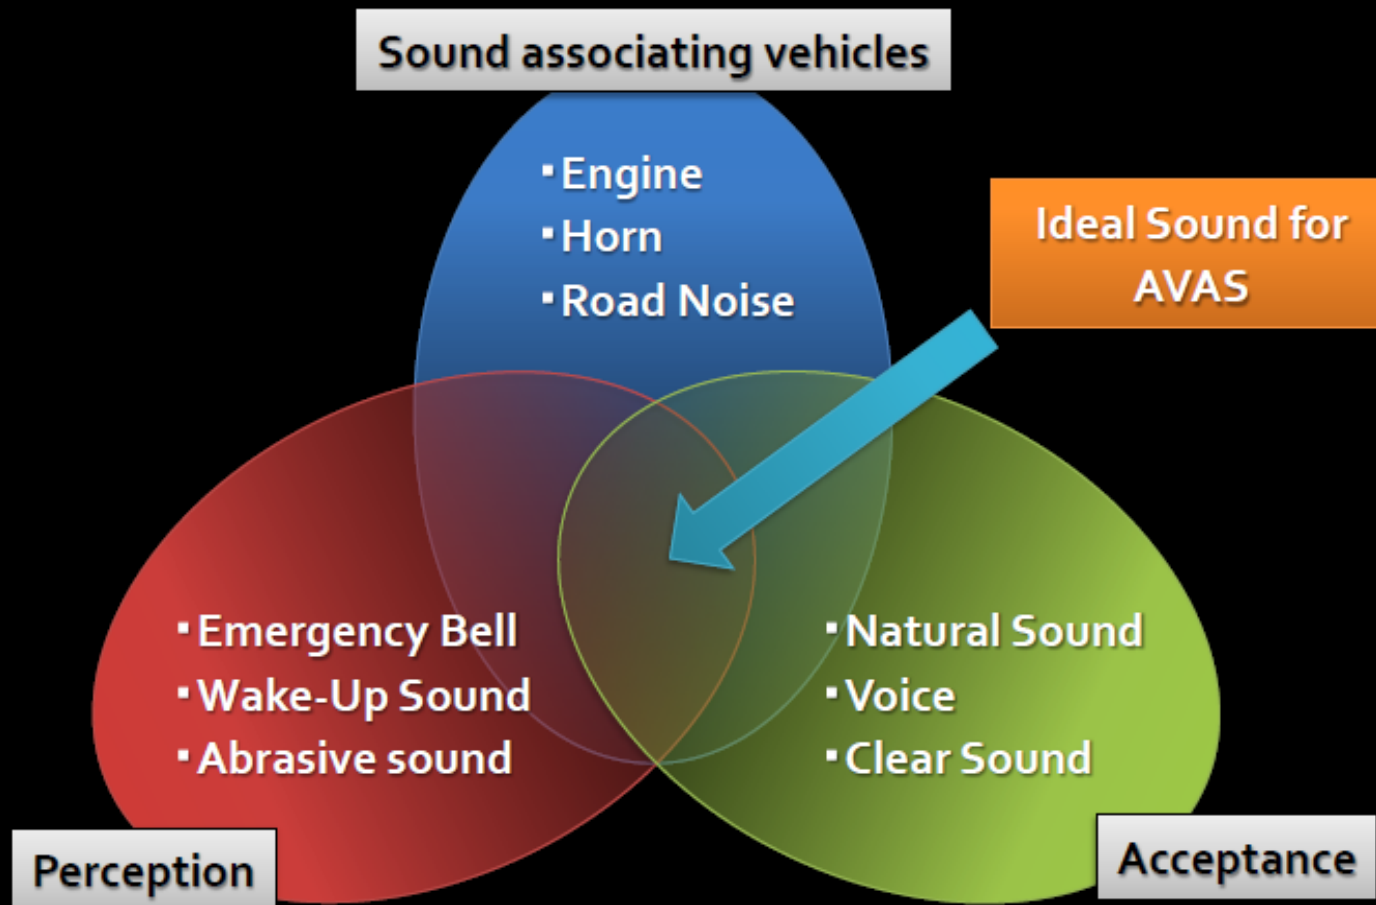 Sound associating vehicles
▪Engine
▪Horn
▪Road Noise
Ideal Sound for
AVAS
▪Emergency Bell
▪Wake-Up Sound
▪Abrasive sound
▪Natural Sound
▪Voice
▪Clear Sound
Perception
Acceptance